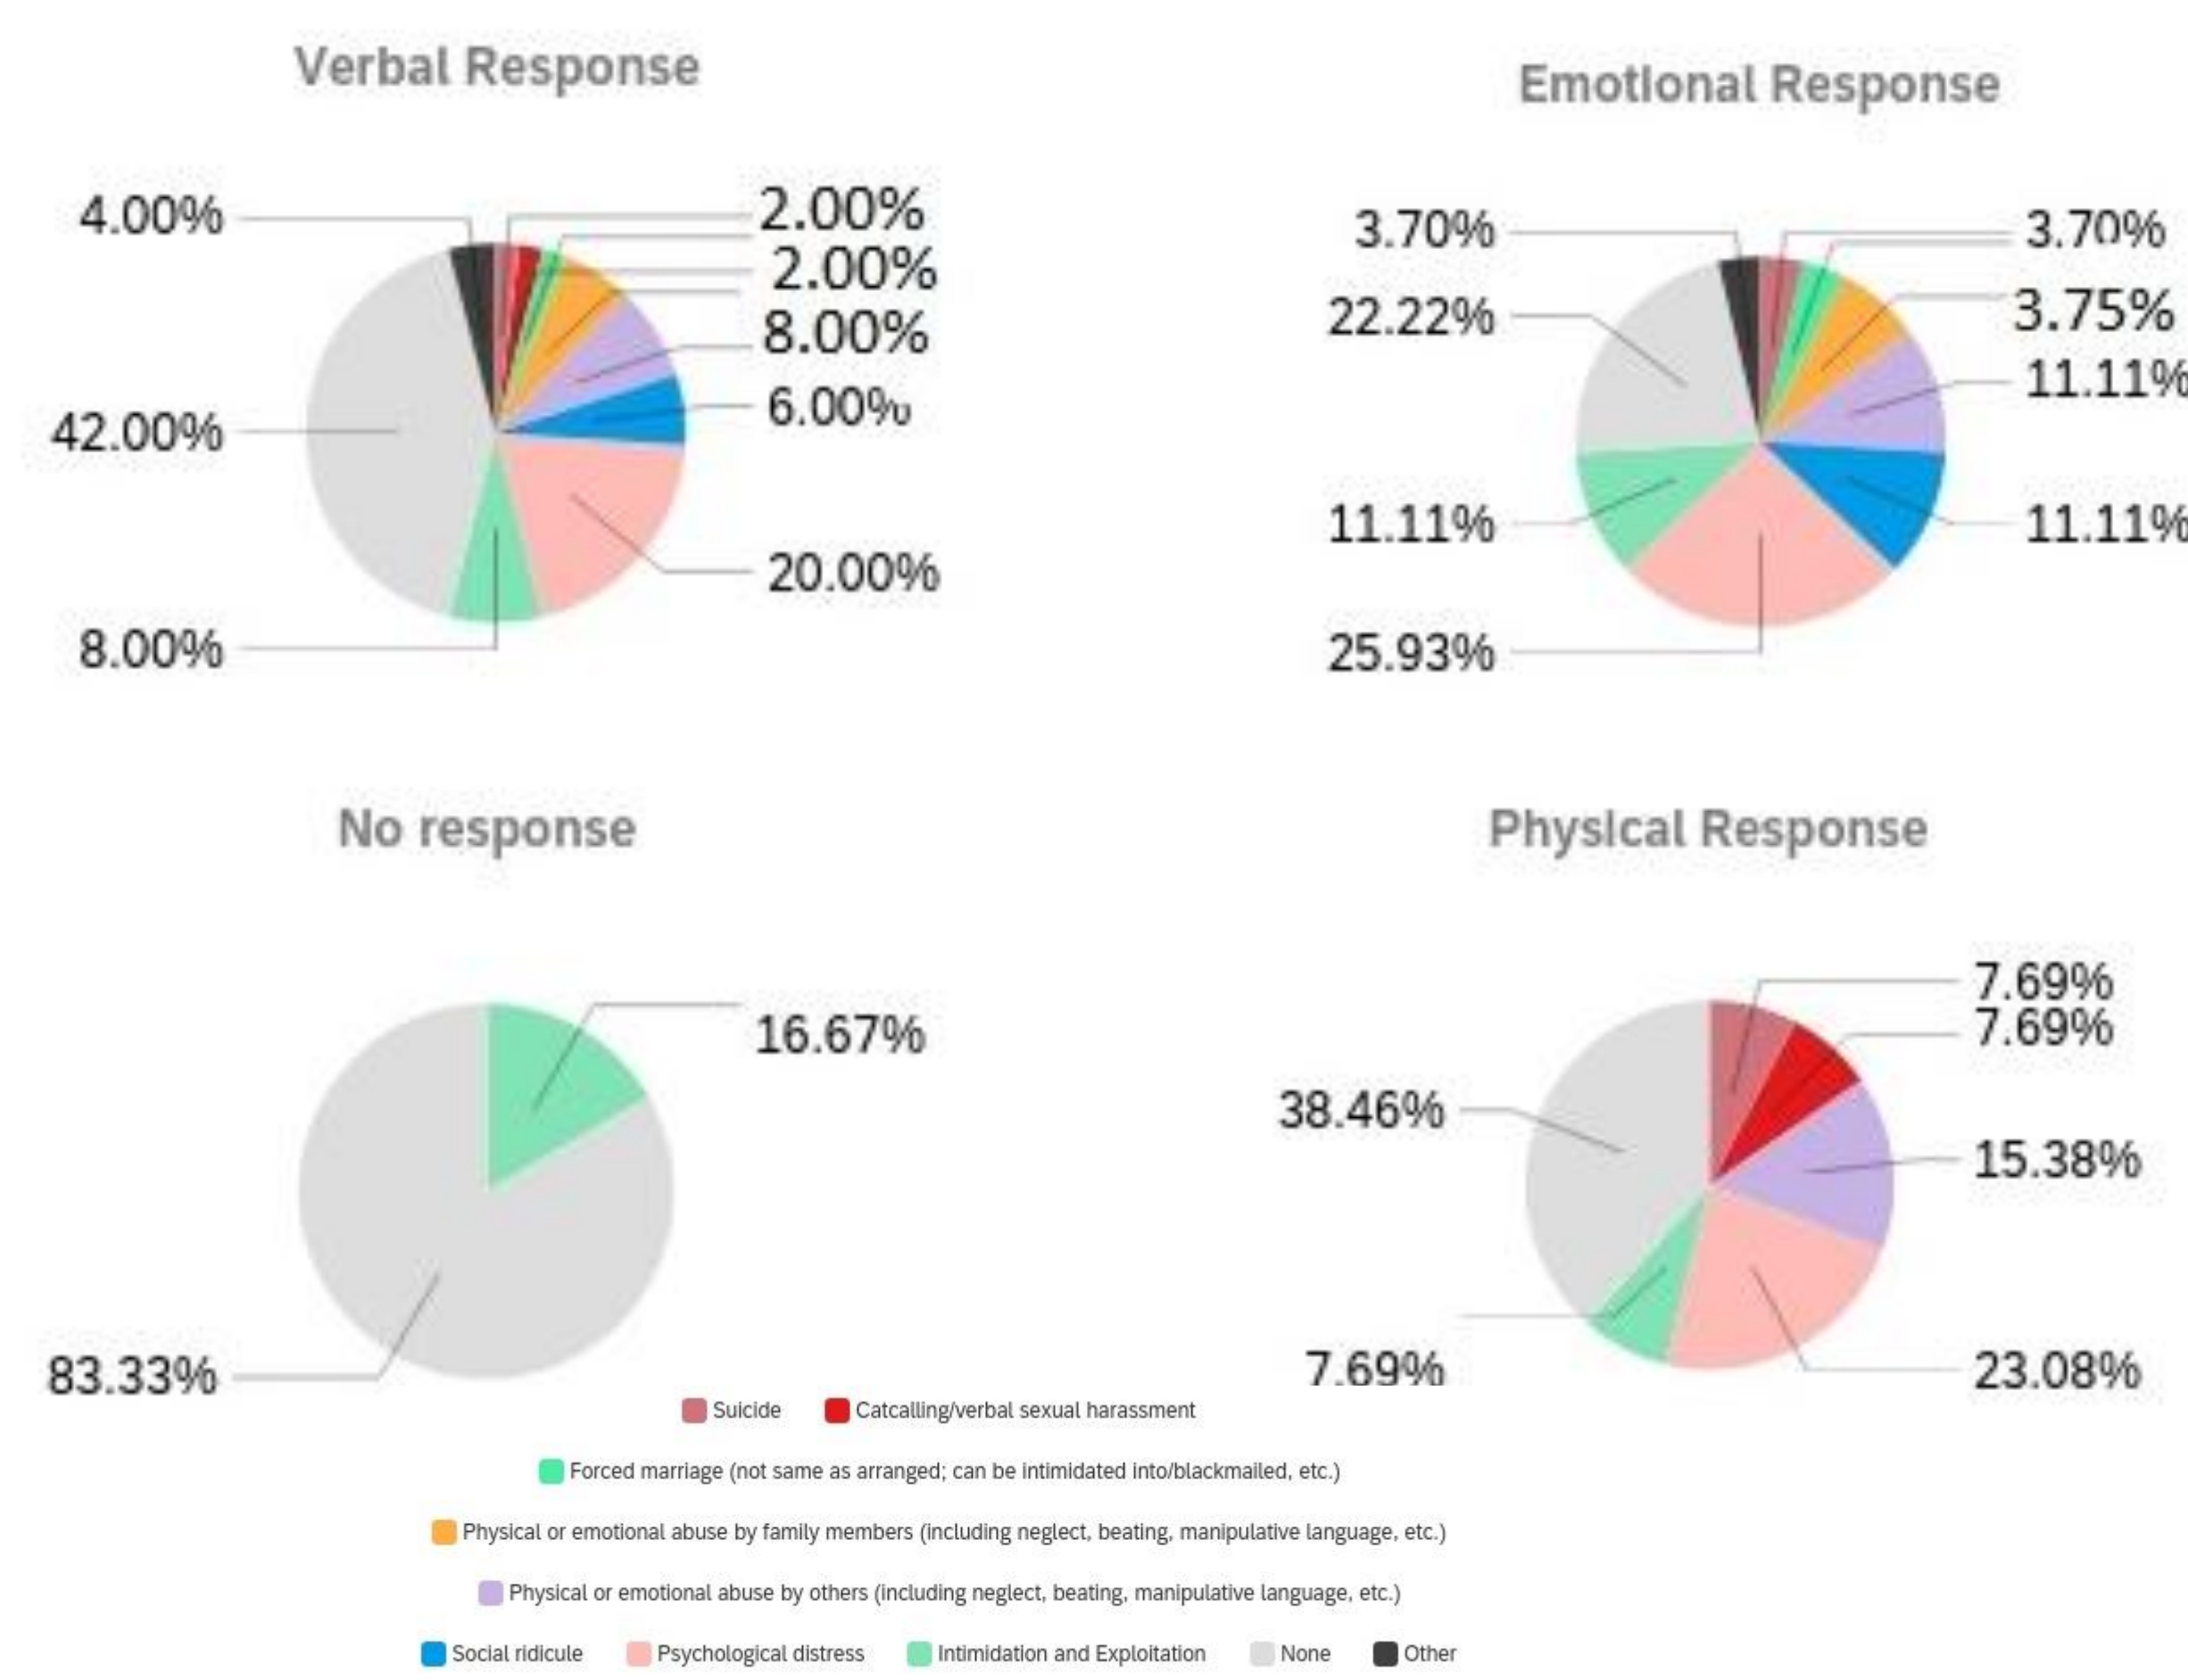 Verbal Response
4.00%
2.00%
2.00%
8.00%
42.00%
6.00%
20.00%
8.00%
Emotional Response
3.70%
3.70%
22.22%
3.75%
11.11%
11.11%
11.11%
25.93%
No response
16.67%
83.33%
Physical Response
7.69%
7.69%
38.46%
15.38%
7.69%
23.08%
Suicide Catcalling/verbal sexual harassment
Forced marriage (not same as arranged; can be intimidated into/blackmailed, etc.)
Physical or emotional abuse by family members (including neglect, beating, manipulative language, etc.)
Physical or emotional abuse by others (including neglect, beating, manipulative language, etc.)
Social ridicule Psychological distress Intimidation and Exploitation None Other